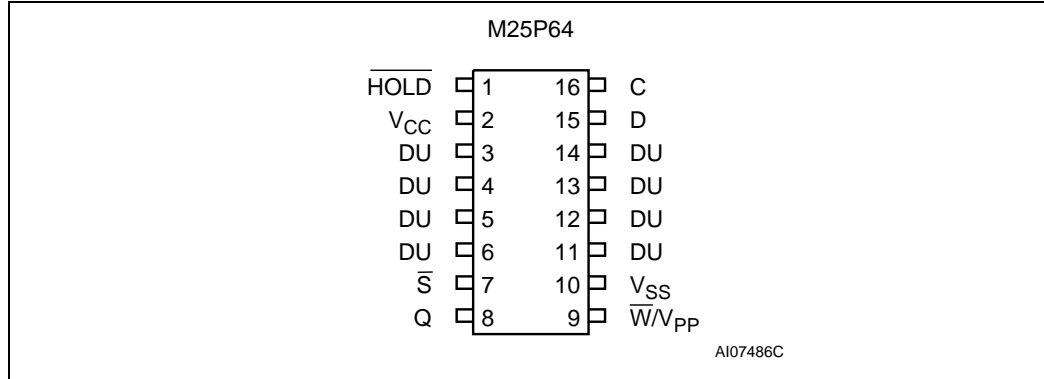 M25P64
H̅O̅L̅D̅ 1 16 C
VCC 2 15 D
DU 3 14 DU
DU 4 13 DU
DU 5 12 DU
DU 6 11 DU
S̅ 7 10 VSS
Q 8 9 W̅/VPP
AI07486C